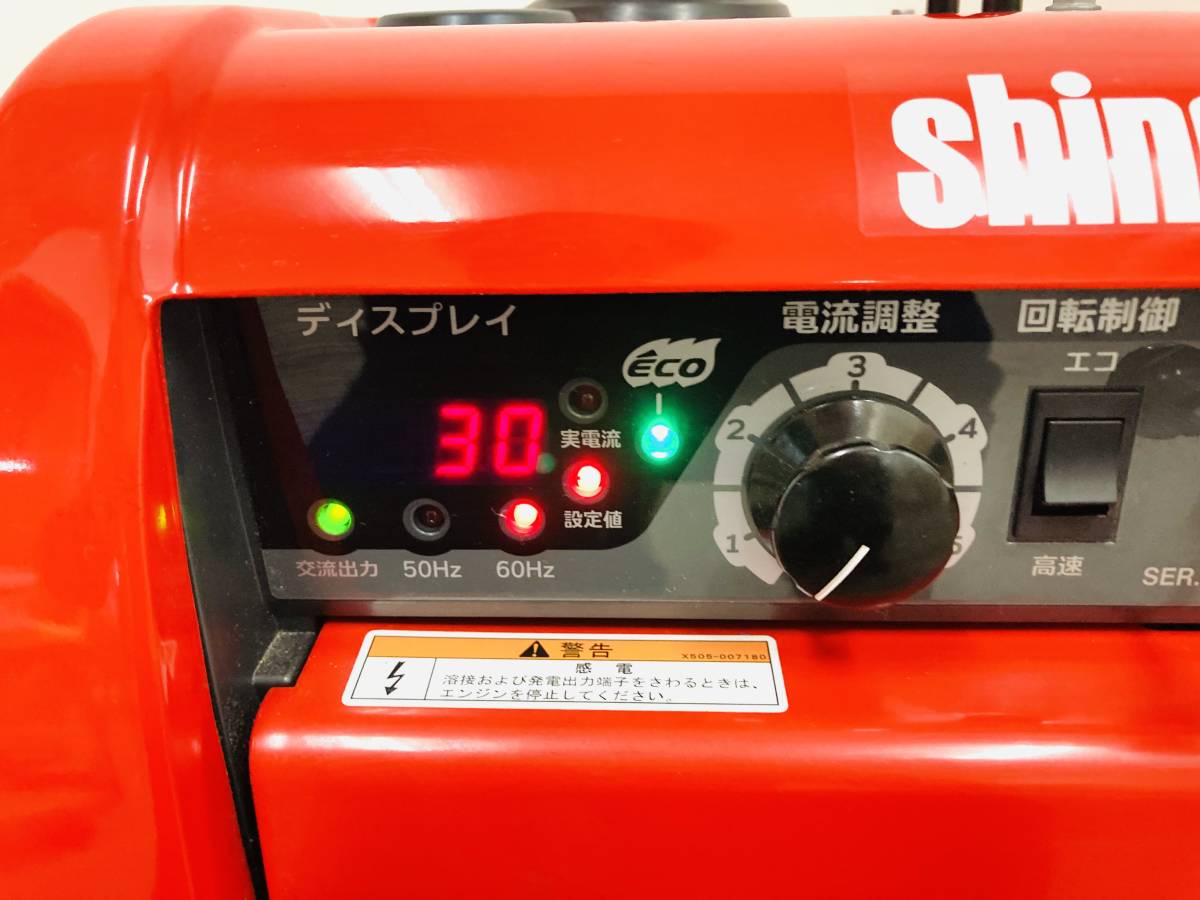 shin
ディスプレイ
電流調整
回転制御
eco
エコ
30
実電流
設定値
1
2
3
4
5
交流出力
50Hz
60Hz
高速
SER.
警告
X505-007180
感電
溶接および発電出力端子をさわるときは、
エンジンを停止してください。